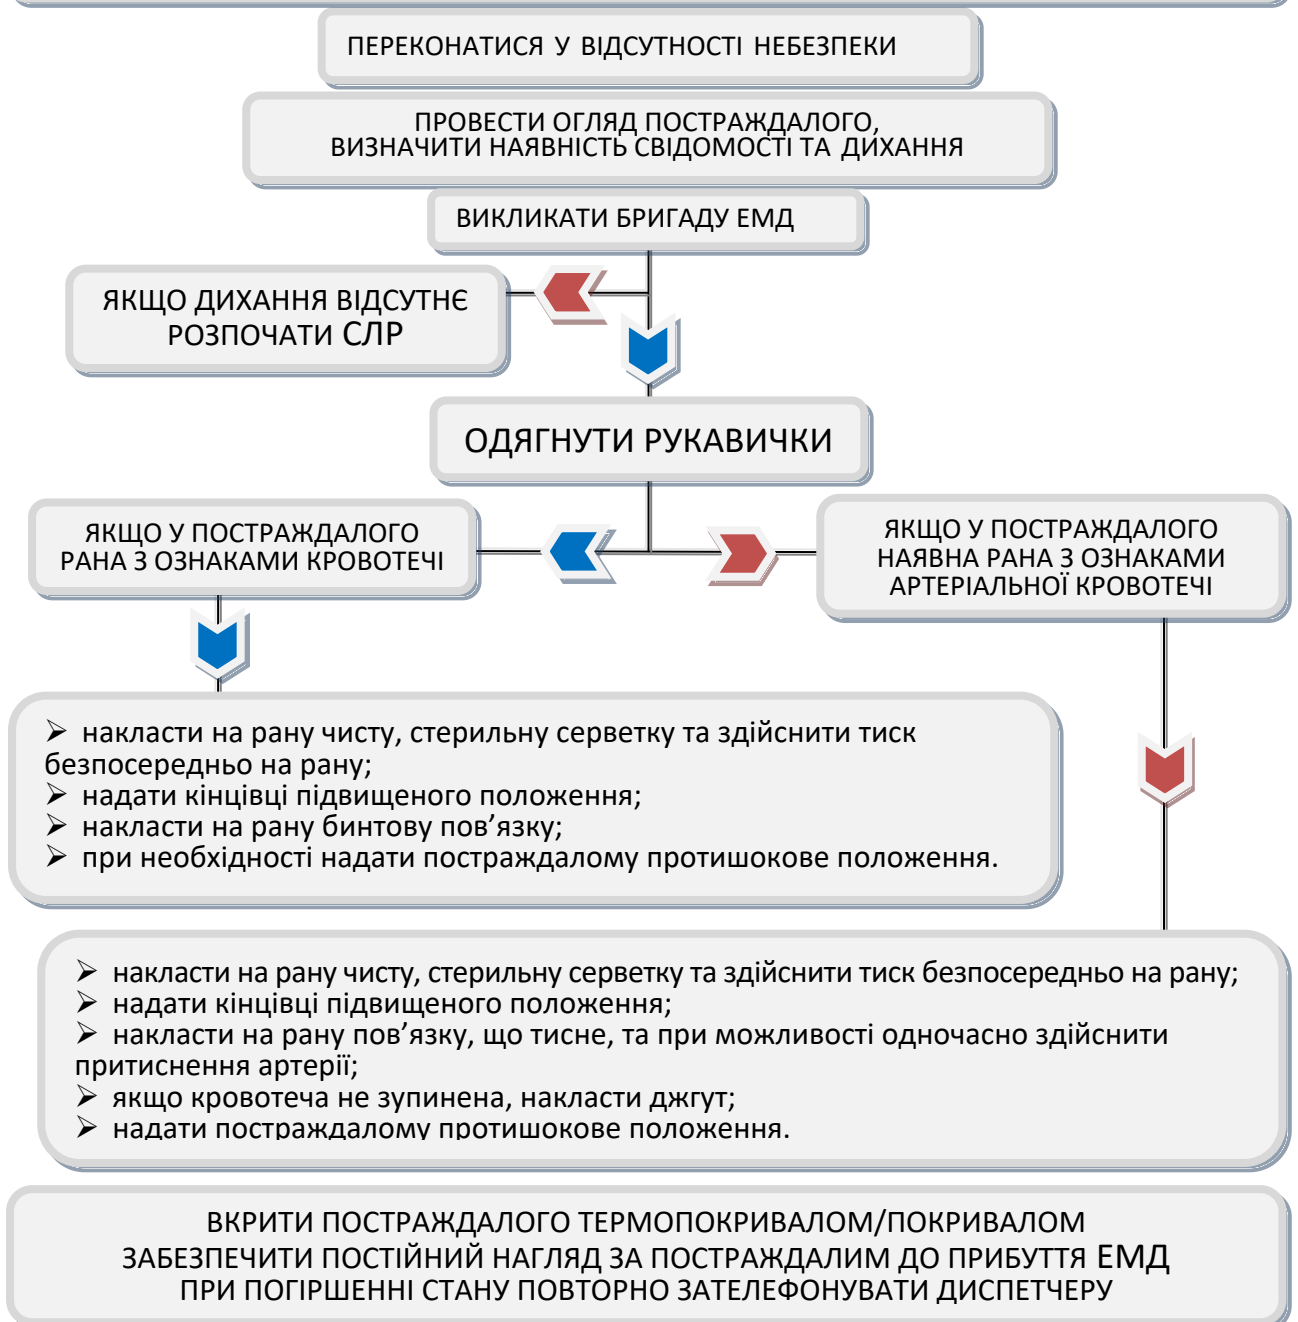 ПЕРЕКОНАТИСЯ У ВІДСУТНОСТІ НЕБЕЗПЕКИ
ПРОВЕСТИ ОГЛЯД ПОСТРАЖДАЛОГО,
ВИЗНАЧИТИ НАЯВНІСТЬ СВІДОМОСТІ ТА ДИХАННЯ
ВИКЛИКАТИ БРИГАДУ ЕМД
ЯКЩО ДИХАННЯ ВІДСУТНЄ
РОЗПОЧАТИ СЛР
ОДЯГНУТИ РУКАВИЧКИ
ЯКЩО У ПОСТРАЖДАЛОГО
РАНА З ОЗНАКАМИ КРОВОТЕЧІ
ЯКЩО У ПОСТРАЖДАЛОГО
НАЯВНА РАНА З ОЗНАКАМИ
АРТЕРІАЛЬНОЇ КРОВОТЕЧІ
➢ накласти на рану чисту, стерильну серветку та здійснити тиск
безпосередньо на рану;
➢ надати кінцівці підвищеного положення;
➢ накласти на рану бинтову пов’язку;
➢ при необхідності надати постраждалому протишокове положення.
➢ накласти на рану чисту, стерильну серветку та здійснити тиск безпосередньо на рану;
➢ надати кінцівці підвищеного положення;
➢ накласти на рану пов’язку, що тисне, та при можливості одночасно здійснити
притиснення артерії;
➢ якщо кровотеча не зупинена, накласти джгут;
➢ надати постраждалому протишокове положення.
ВКРИТИ ПОСТРАЖДАЛОГО ТЕРМОПОКРИВАЛОМ/ПОКРИВАЛОМ
ЗАБЕЗПЕЧИТИ ПОСТІЙНИЙ НАГЛЯД ЗА ПОСТРАЖДАЛИМ ДО ПРИБУТТЯ ЕМД
ПРИ ПОГІРШЕННІ СТАНУ ПОВТОРНО ЗАТЕЛЕФОНУВАТИ ДИСПЕТЧЕРУ